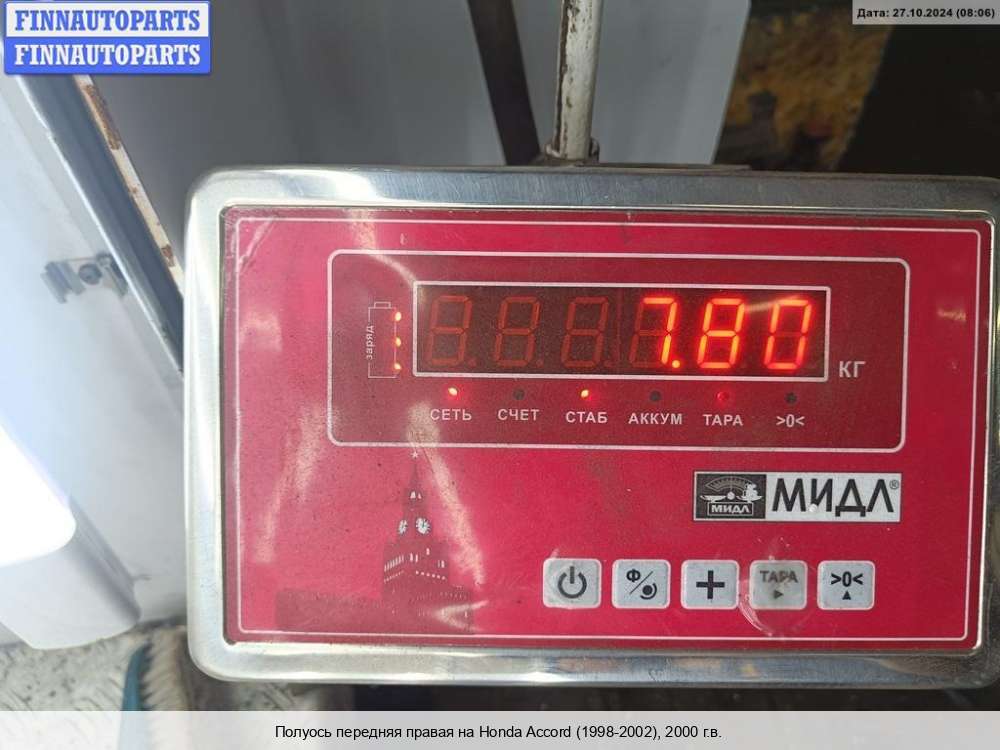 FINNAUTOPARTS
FINNAUTOPARTS
Дата: 27.10.2024 (08:06)
заряд
7.80
КГ
СЕТЬ СЧЕТ СТАБ АККУМ ТАРА >0<
МИДЛ МИДЛ®
Ф/ + ТАРА >0<
Полуось передняя правая на Honda Accord (1998-2002), 2000 г.в.